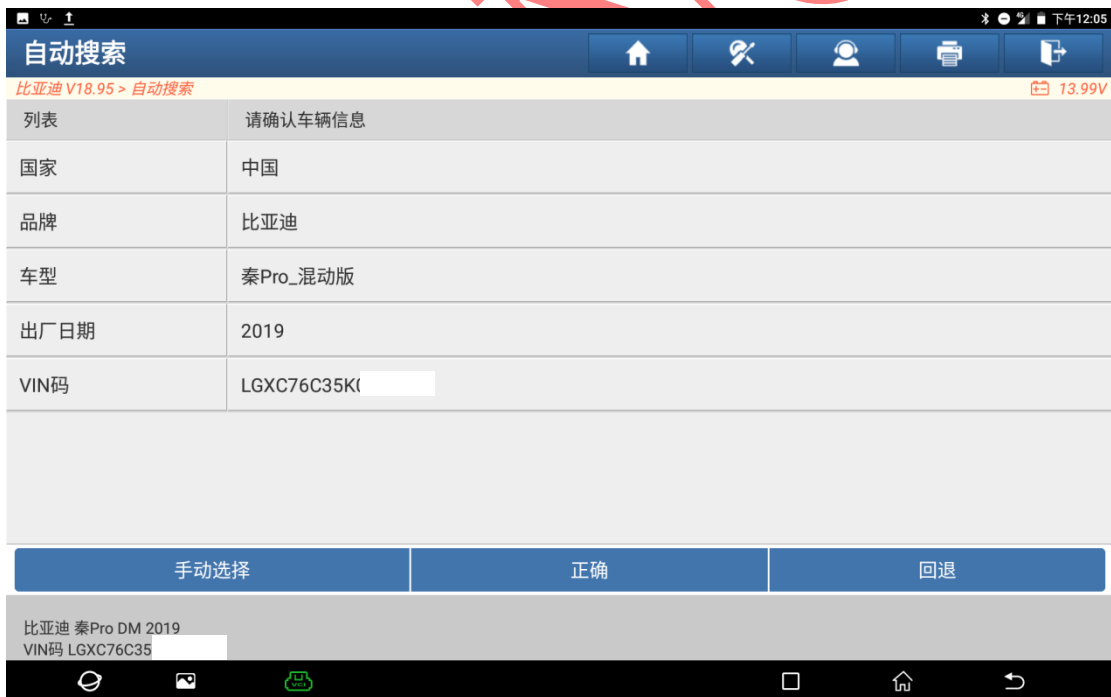 4G 下午12:05
自动搜索
比亚迪 V18.95 > 自动搜索 13.99V
列表 请确认车辆信息
国家 中国
品牌 比亚迪
车型 秦Pro_混动版
出厂日期 2019
VIN码 LGXC76C35K
手动选择 正确 回退
比亚迪 秦Pro DM 2019
VIN码 LGXC76C35
VCI